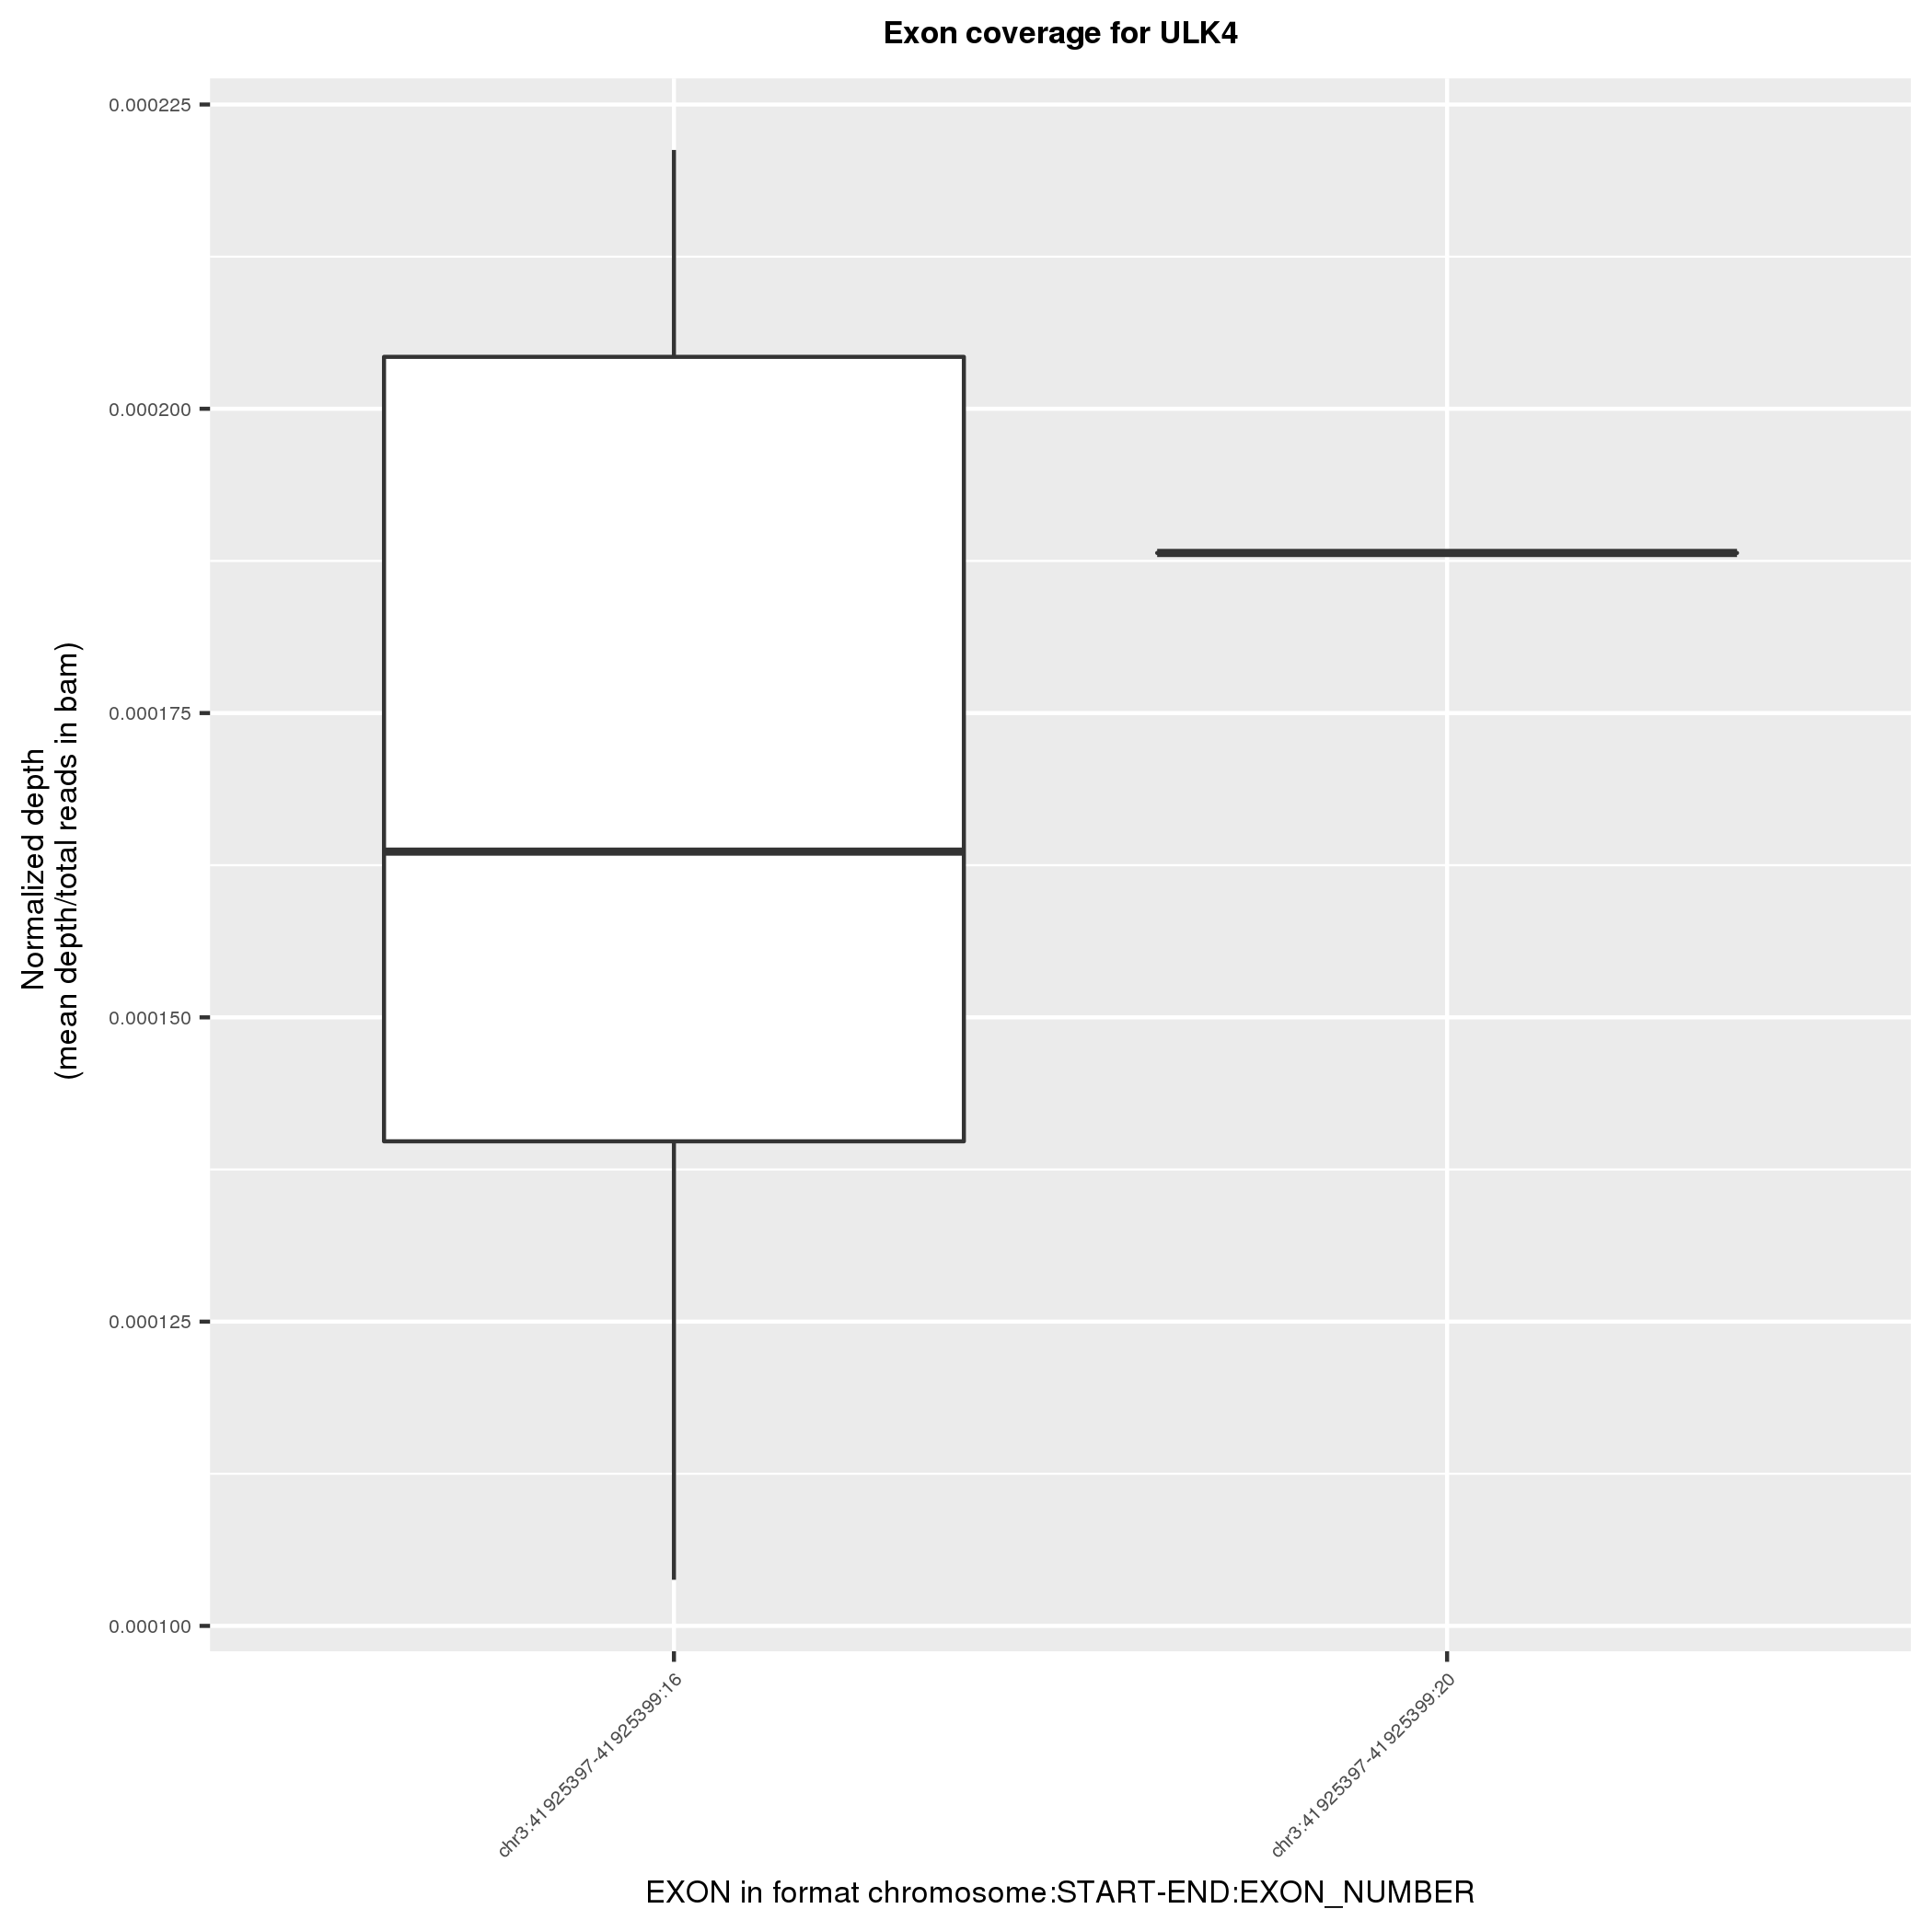 Exon coverage for ULK4
Normalized depth
(mean depth/total reads in bam)
0.000225
0.000200
0.000175
0.000150
0.000125
0.000100
chr3:41925397-41925399:16
chr3:41925397-41925399:20
EXON in format chromosome:START-END:EXON_NUMBER